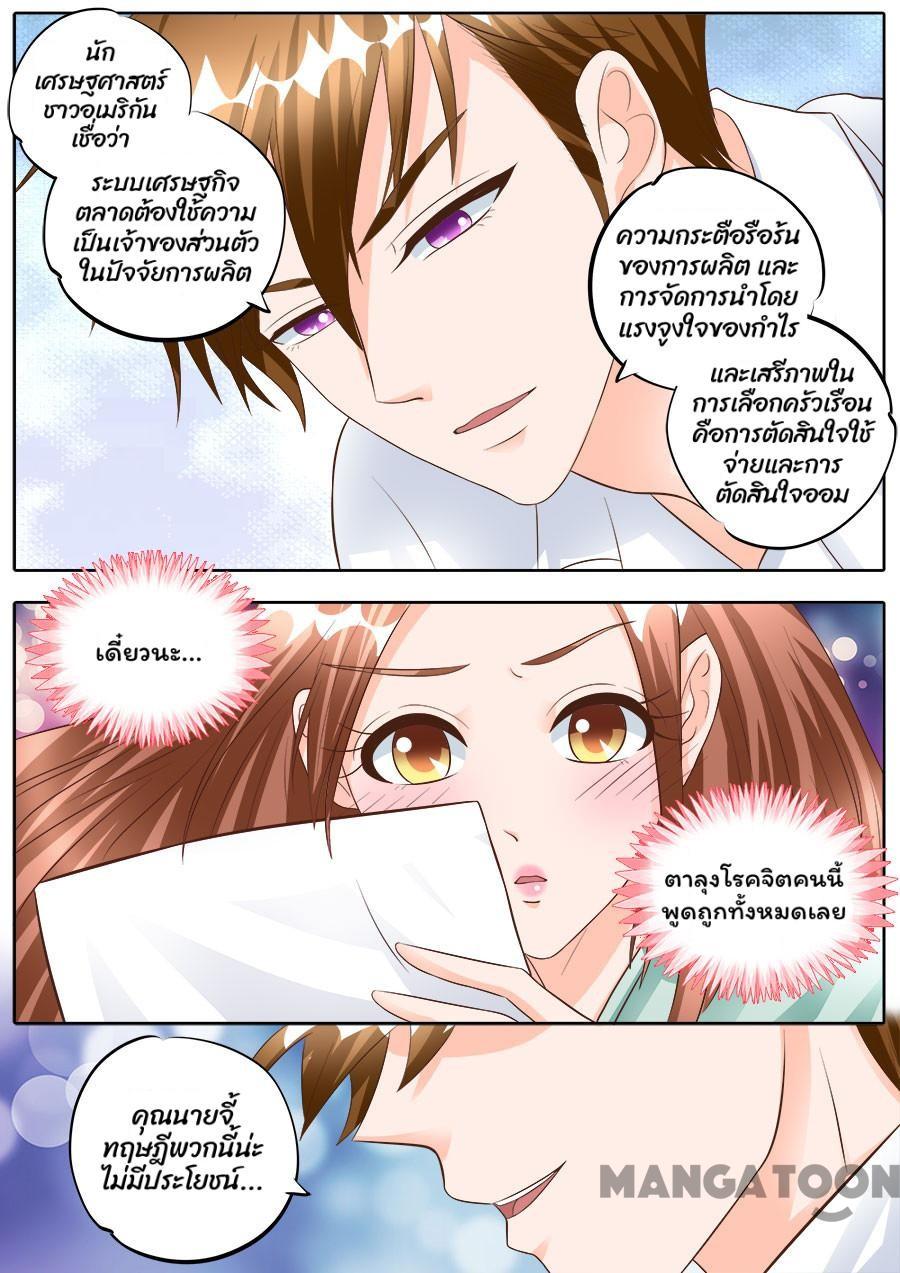 นัก
เศรษฐศาสตร์
ชาวอเมริกัน
เชื่อว่า
ระบบเศรษฐกิจ
ตลาดต้องใช้ความ
เป็นเจ้าของส่วนตัว
ในปัจจัยการผลิต
ความกระตือรือร้น
ของการผลิต และ
การจัดการนำโดย
แรงจูงใจของกำไร
และเสรีภาพใน
การเลือกครัวเรือน
คือการตัดสินใจใช้
จ่ายและการ
ตัดสินใจออม
เดี๋ยวนะ...
ตาลุงโรคจิตคนนี้
พูดถูกทั้งหมดเลย
คุณนายจี้
ทฤษฎีพวกนี้น่ะ
ไม่มีประโยชน์...
MANGATOON